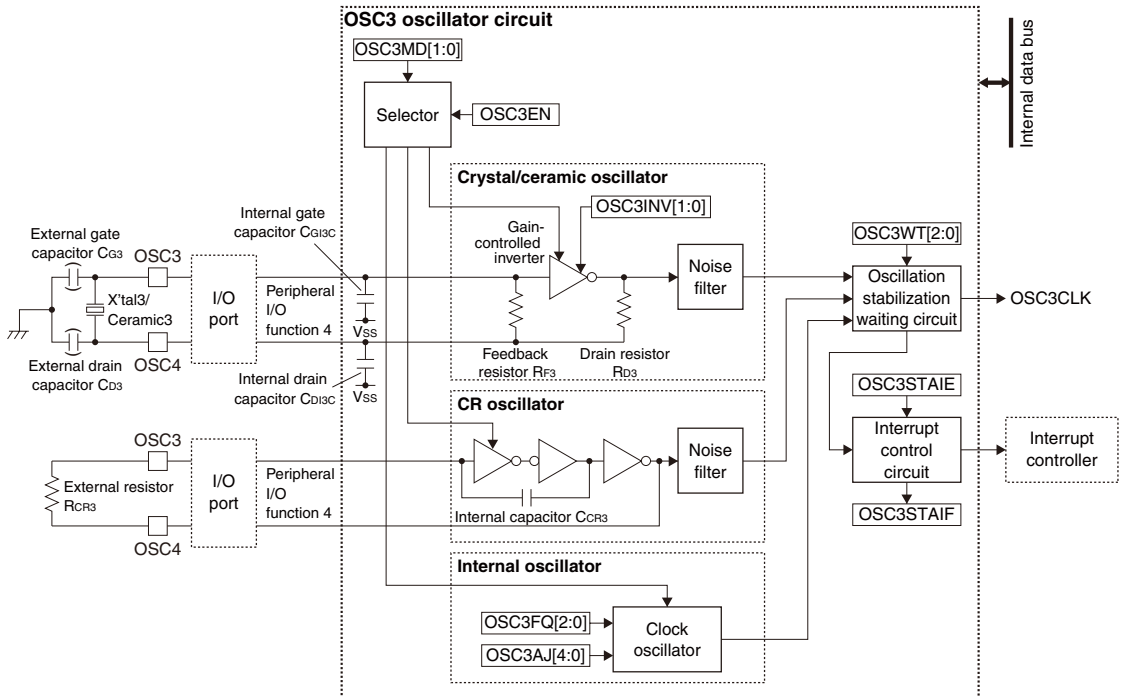 OSC3 oscillator circuit
OSC3MD[1:0]
Selector
OSC3EN
Internal data bus
Crystal/ceramic oscillator
OSC3INV[1:0]
Gain-
controlled
inverter
Noise
filter
Internal gate
capacitor CGI3C
External gate
capacitor CG3
OSC3
X'tal3/
Ceramic3
I/O
port
Peripheral
I/O
function 4
VSS
OSC4
External drain
capacitor CD3
Internal drain
capacitor CDI3C
VSS
Feedback
resistor RF3
Drain resistor
RD3
OSC3WT[2:0]
Oscillation
stabilization
waiting circuit
OSC3CLK
OSC3STAIE
Interrupt
control
circuit
Interrupt
controller
OSC3STAIF
CR oscillator
OSC3
External resistor
RCR3
OSC4
I/O
port
Peripheral
I/O
function 4
Noise
filter
Internal capacitor CCR3
Internal oscillator
OSC3FQ[2:0]
OSC3AJ[4:0]
Clock
oscillator